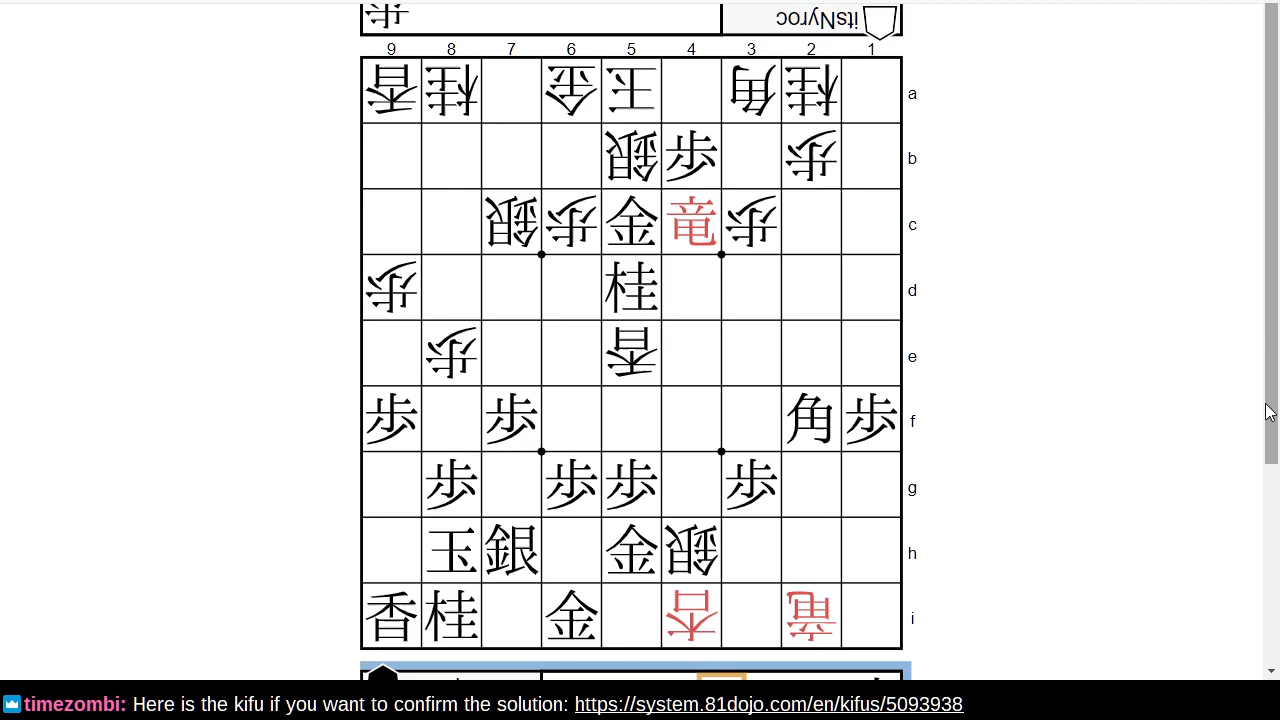 歩 itsNyroc
9 8 7 6 5 4 3 2 1
香 桂 金 王 角 桂 a
銀 歩 歩 b
銀 歩 金 竜 歩 c
歩 桂 d
歩 香 e
歩 歩 角 歩 f
歩 歩 歩 歩 g
玉 銀 金 銀 h
香 桂 金 杏 竜 i
timezombi: Here is the kifu if you want to confirm the solution: https://system.81dojo.com/en/kifus/5093938